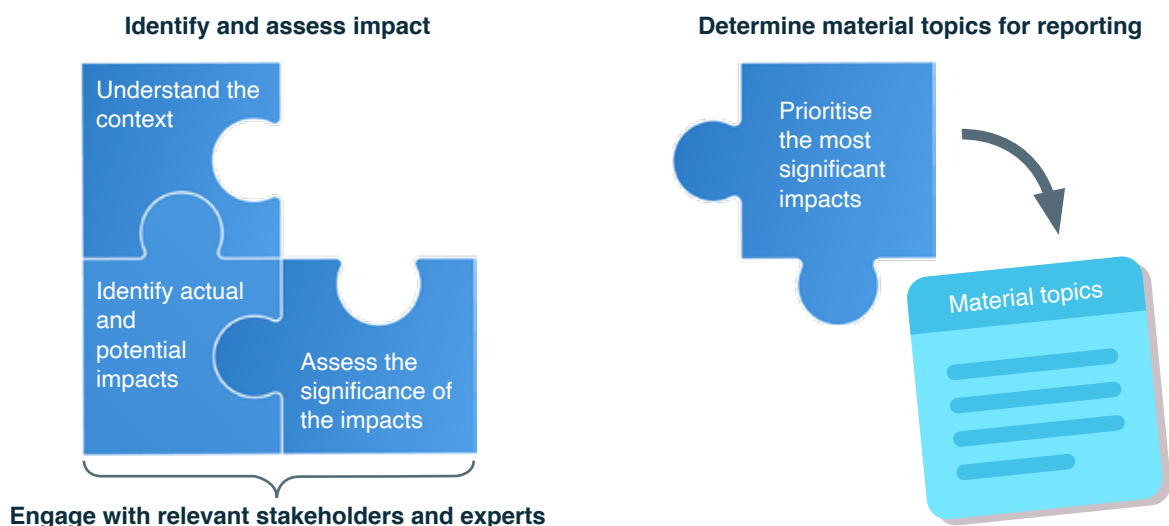 Identify and assess impact
Understand the
context
Identify actual
and
potential
impacts
Assess the
significance of
the impacts
Engage with relevant stakeholders and experts
Determine material topics for reporting
Prioritise
the most
significant
impacts
Material topics